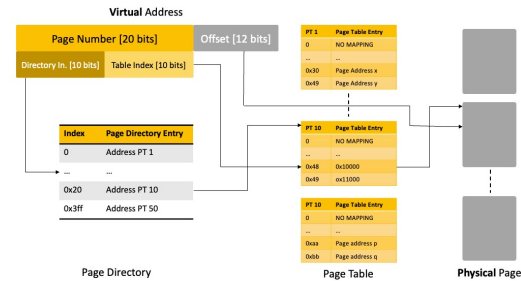 Virtual Address
Page Number [20 bits] Offset [12 bits]
Directory In. [10 bits] Table Index [10 bits]
Index Page Directory Entry
0 Address PT 1
... ...
0x20 Address PT 10
0x3ff Address PT 50
Page Directory
PT 1 Page Table Entry
0 NO MAPPING
... ...
0x30 Page Address x
0x49 Page Address y
PT 10 Page Table Entry
0 NO MAPPING
... ...
0x48 0x10000
0x49 ox11000
PT 10 Page Table Entry
0 NO MAPPING
... ...
0xaa Page address p
0xbb Page address q
Page Table
Physical Page